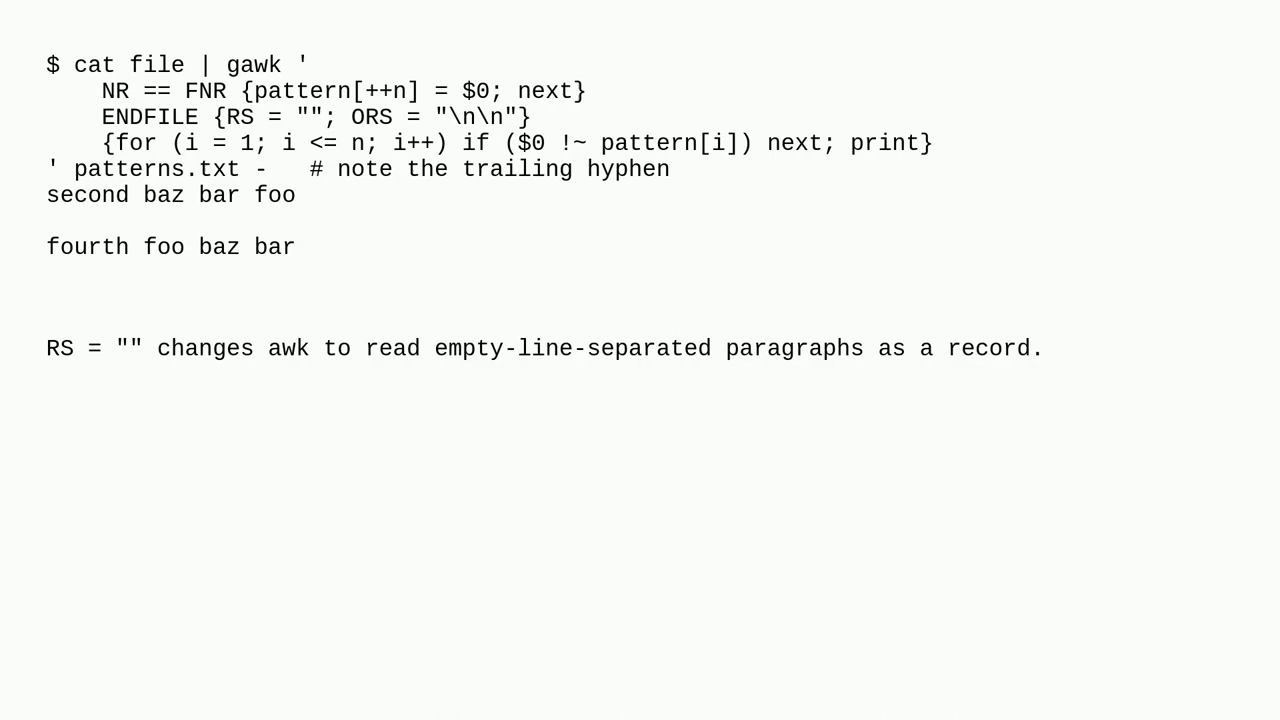 $ cat file | gawk '
    NR == FNR {pattern[++n] = $0; next}
    ENDFILE {RS = ""; ORS = "\n\n"}
    {for (i = 1; i <= n; i++) if ($0 !~ pattern[i]) next; print}
' patterns.txt -   # note the trailing hyphen
second baz bar foo

fourth foo baz bar

RS = "" changes awk to read empty-line-separated paragraphs as a record.